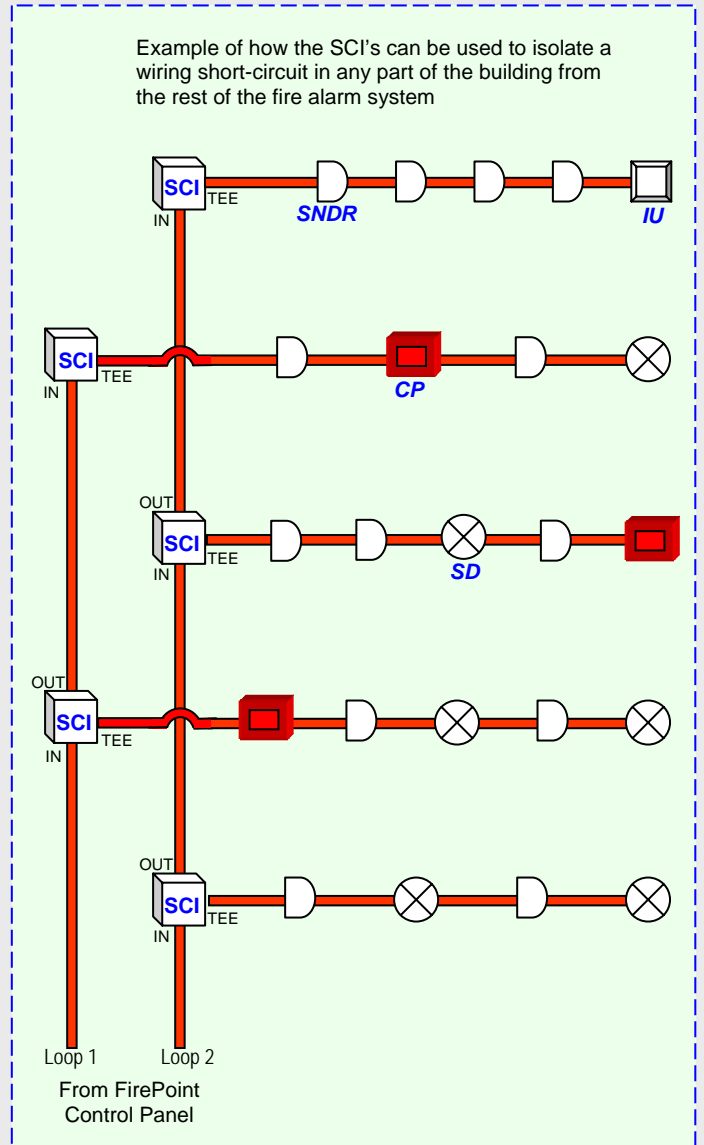 Example of how the SCI's can be used to isolate a
wiring short-circuit in any part of the building from
the rest of the fire alarm system
SCI
TEE
IN
SNDR
IU
SCI
TEE
IN
CP
OUT
SCI
TEE
IN
SD
OUT
SCI
TEE
IN
OUT
SCI
TEE
IN
Loop 1
Loop 2
From FirePoint
Control Panel